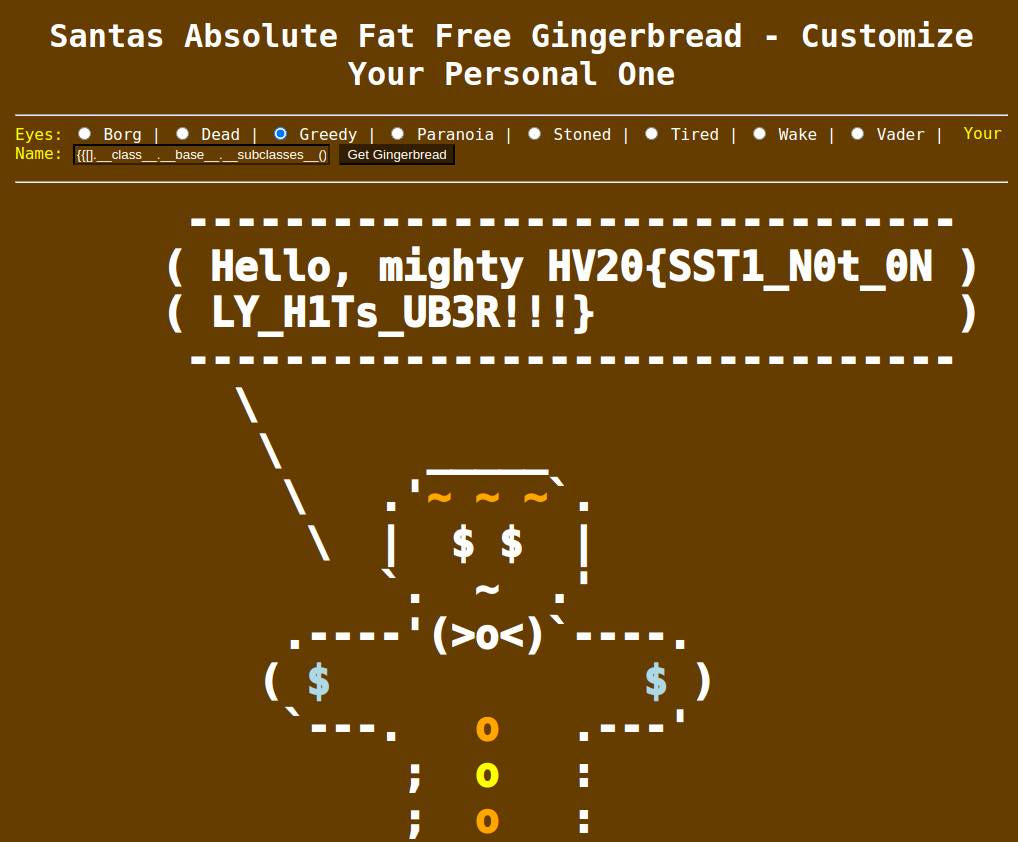 Santas Absolute Fat Free Gingerbread - Customize
Your Personal One
Eyes: Borg | Dead | Greedy | Paranoia | Stoned | Tired | Wake | Vader | Your
Name: {{[].__class__.__base__.__subclasses__() Get Gingerbread
--------------------------------
( Hello, mighty HV20{SST1_N0t_0N )
( LY_H1Ts_UB3R!!!} )
--------------------------------
\
\ _____
\ .'~ ~ ~`.
\ | $ $ |
`. ~ .'
.----'(>o<)`----.
( $ $ )
`---. o .---'
; o :
; o :